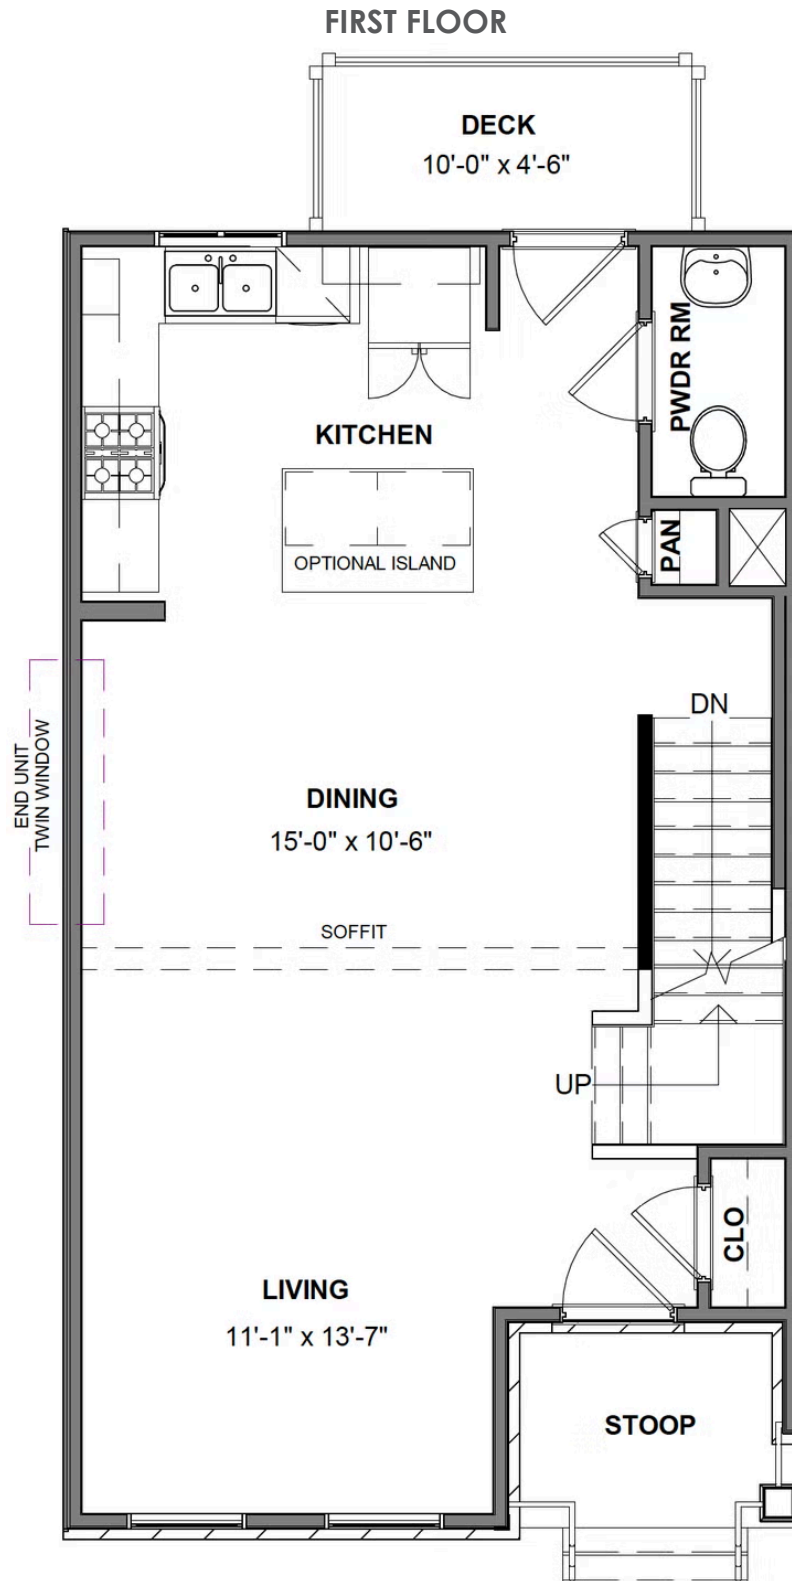 FIRST FLOOR
DECK
10'-0" x 4'-6"
PWDR RM
KITCHEN
OPTIONAL ISLAND
PAN
DN
END UNIT
TWIN WINDOW
DINING
15'-0" x 10'-6"
SOFFIT
UP
CLO
LIVING
11'-1" x 13'-7"
STOOP